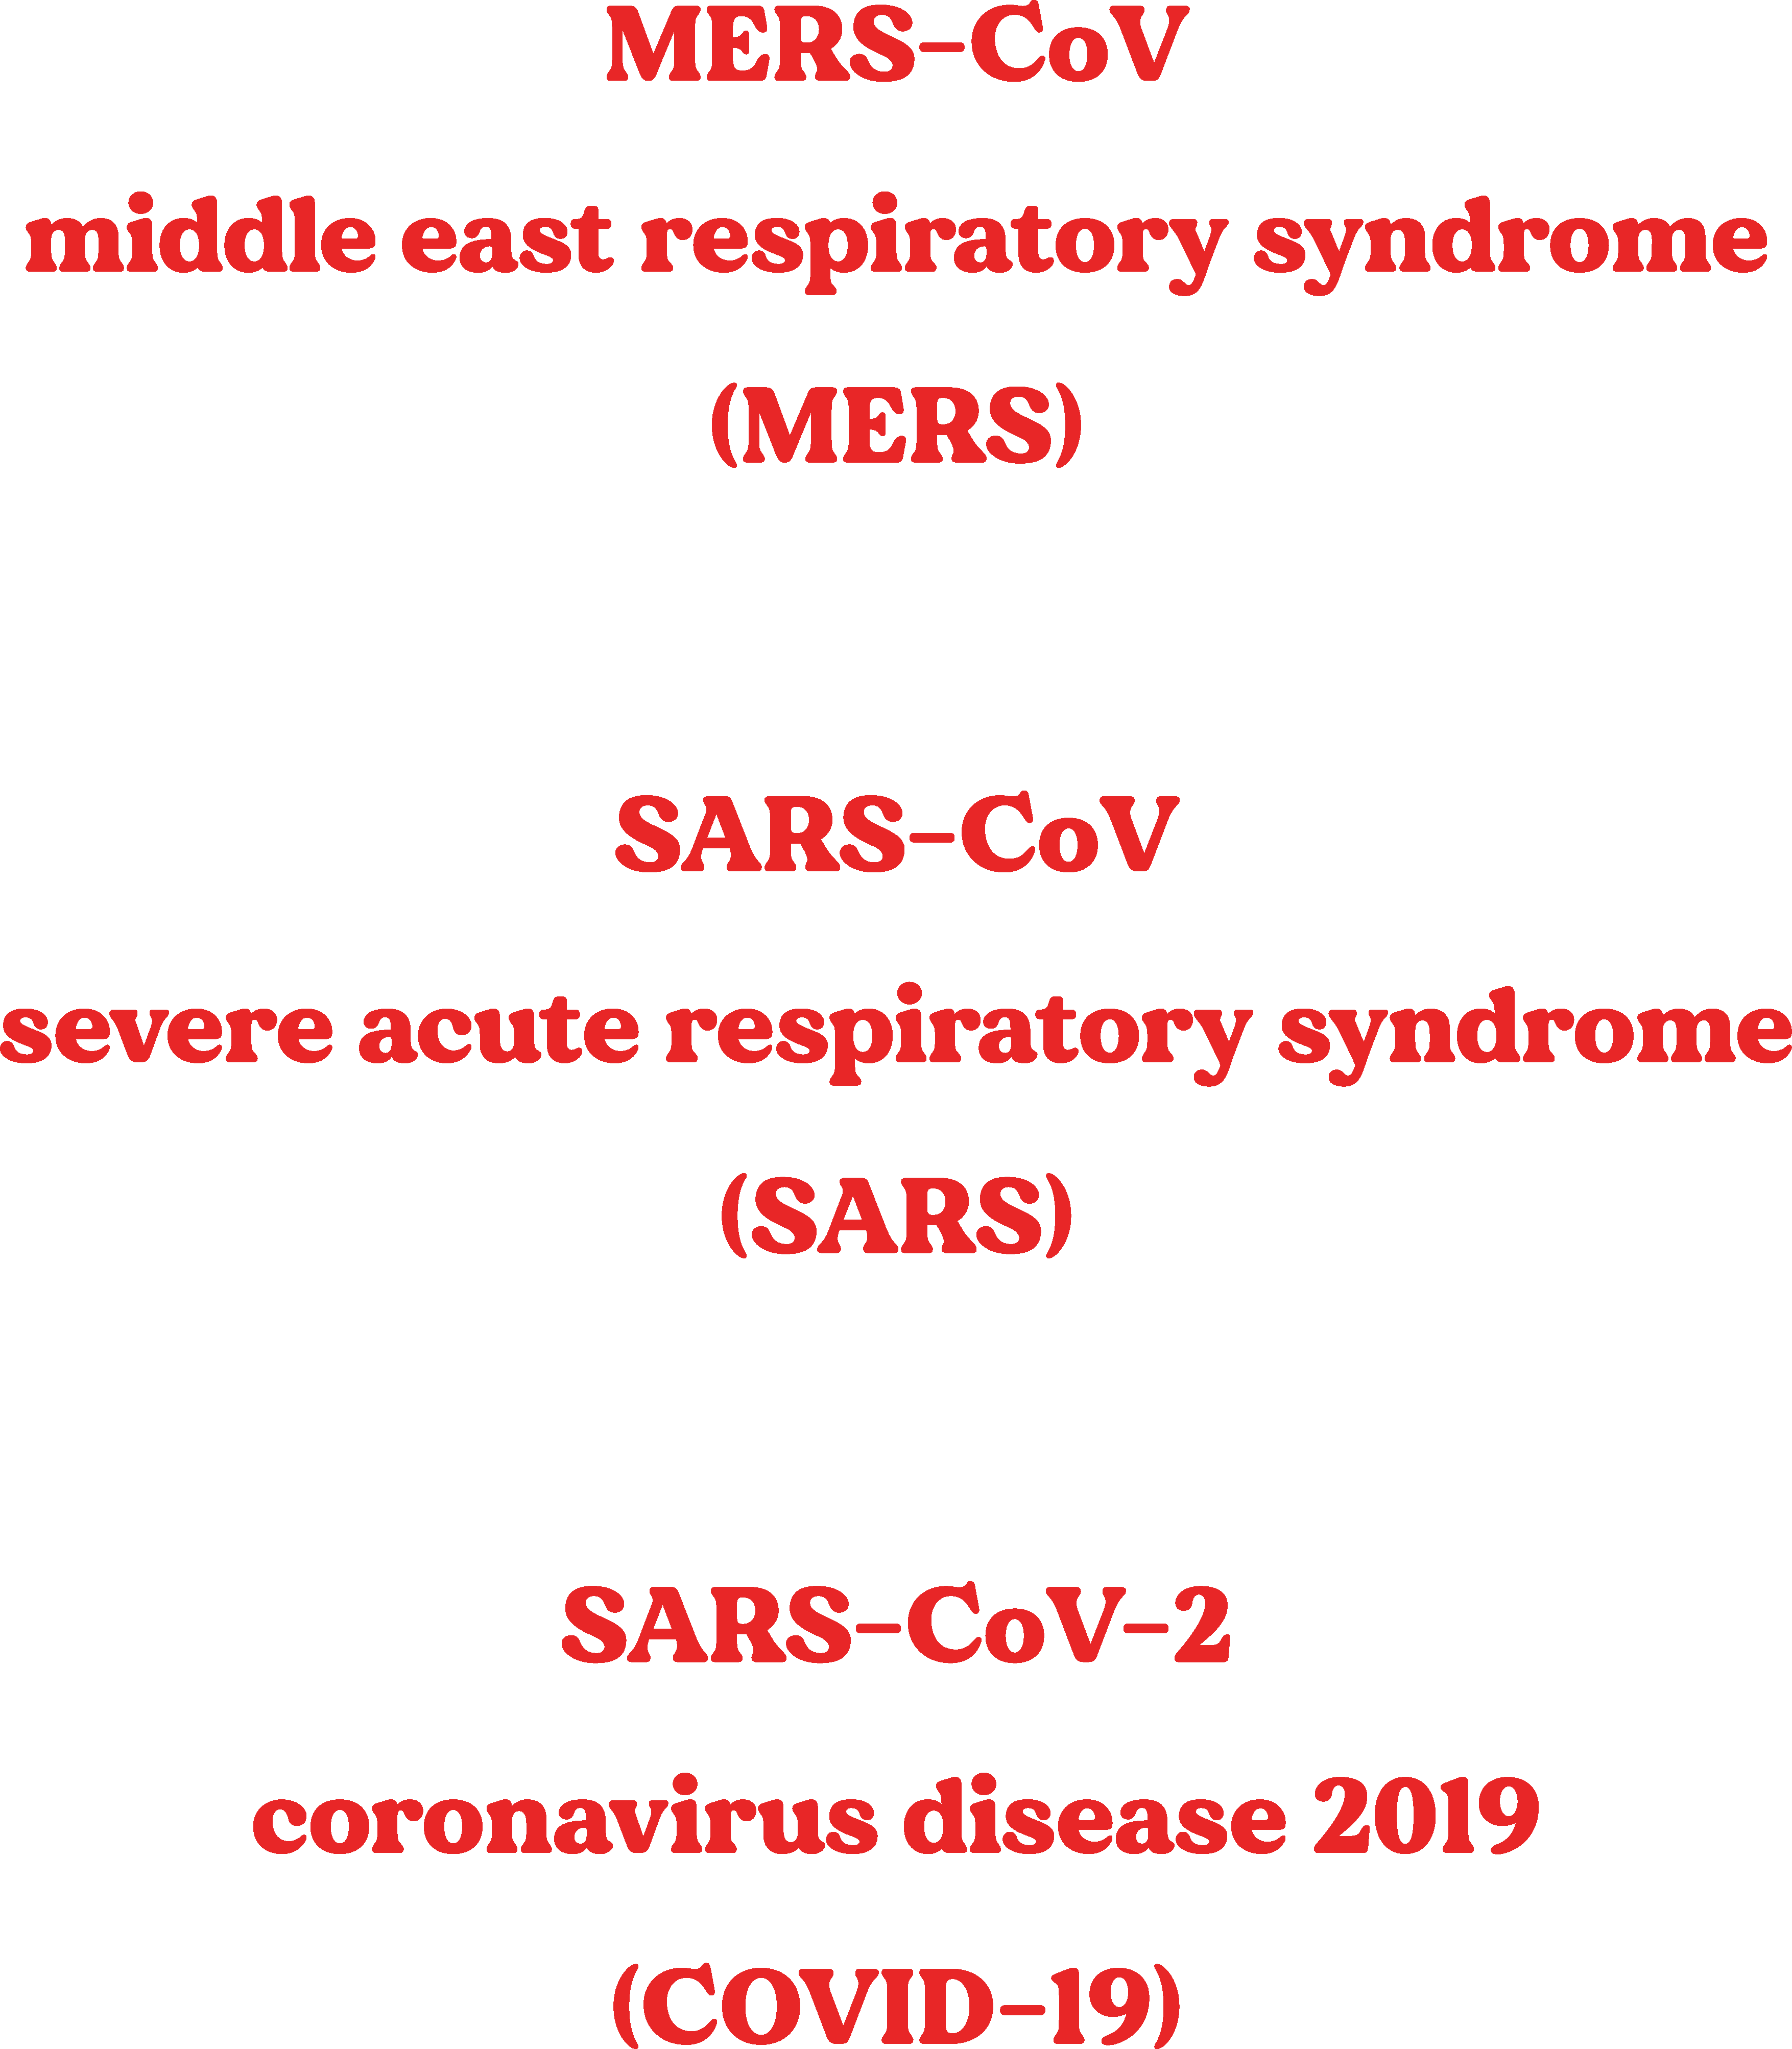 MERS-CoV
middle east respiratory syndrome
(MERS)
SARS-CoV
severe acute respiratory syndrome
(SARS)
SARS-CoV-2
coronavirus disease 2019
(COVID-19)